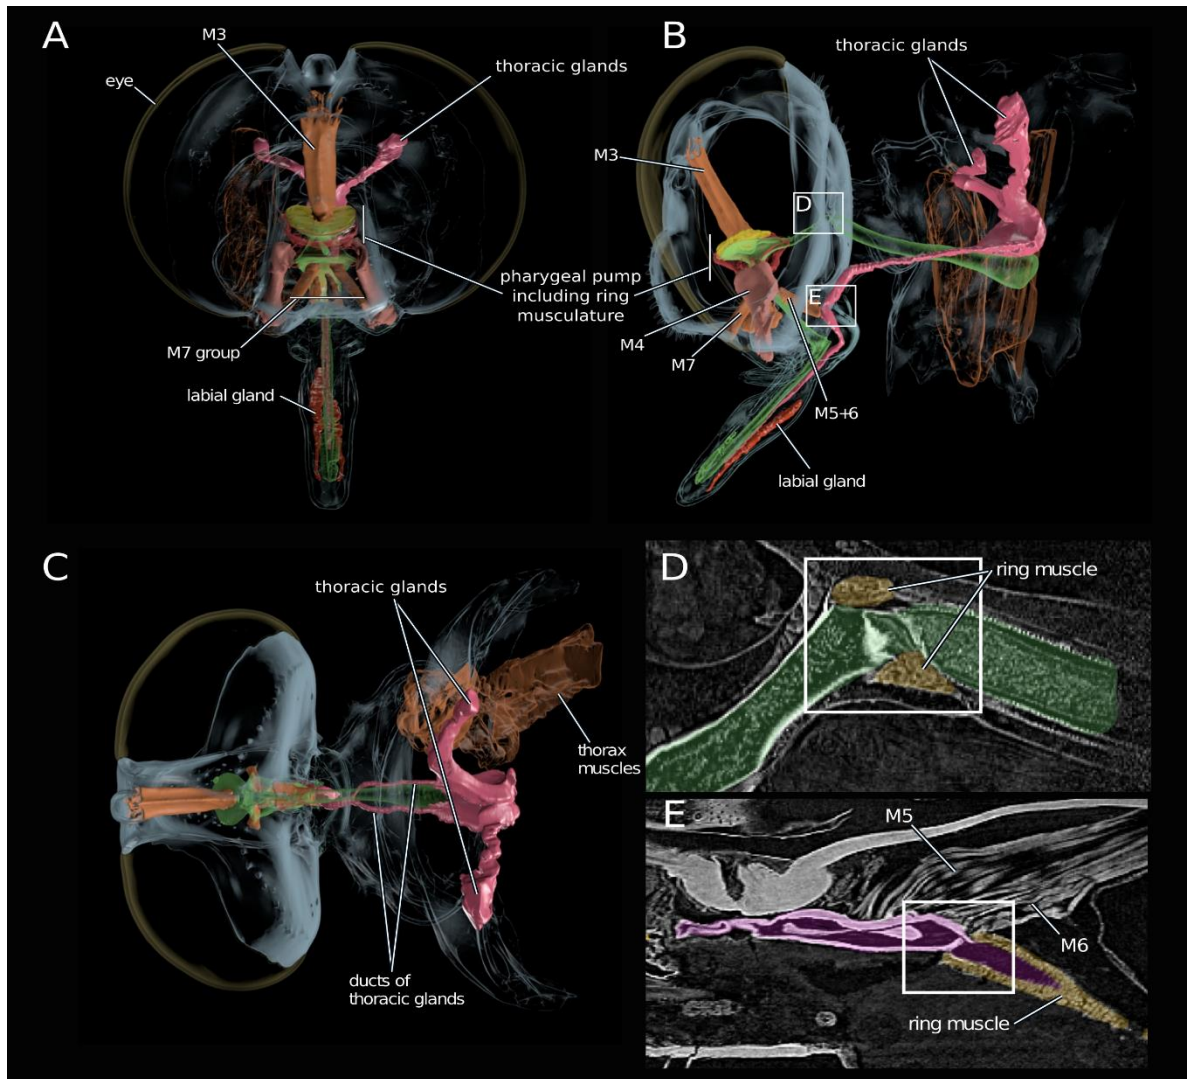 A
M3
eye
thoracic glands
pharygeal pump
including ring
musculature
M7 group
labial gland
B
thoracic glands
M3
D
E
M4
M7
M5+6
labial gland
C
thoracic glands
thorax
muscles
ducts of
thoracic glands
D
ring muscle
E
M5
M6
ring muscle